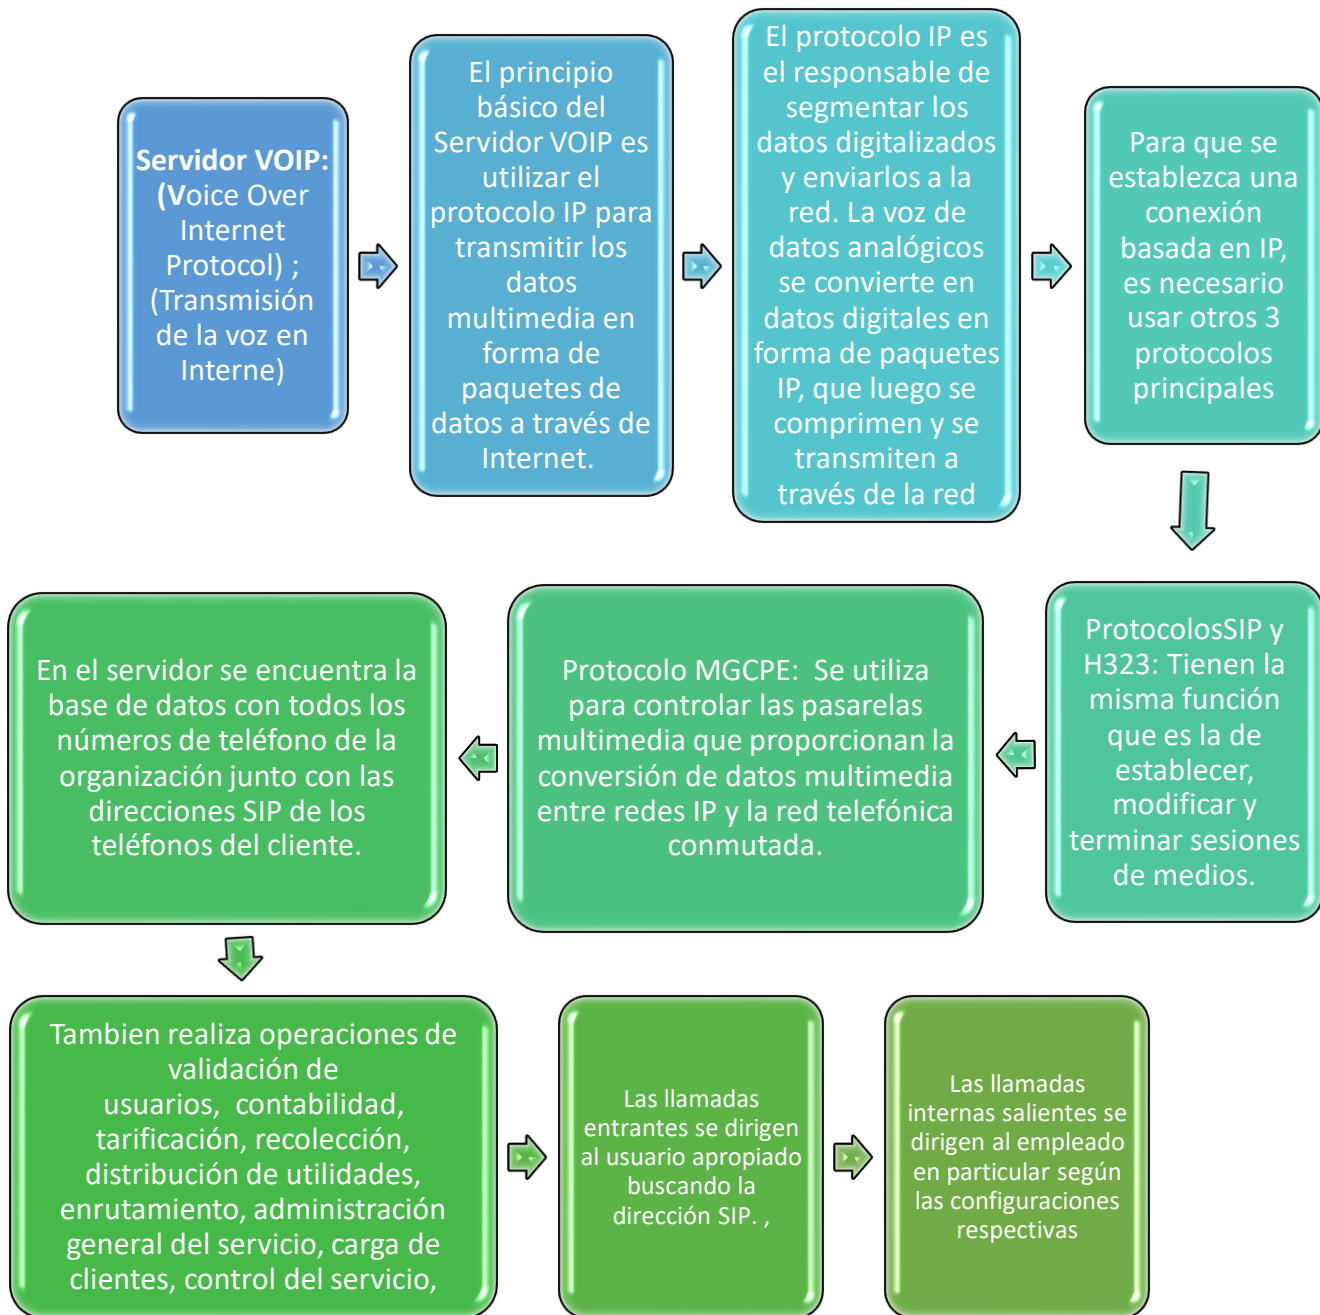 Servidor VOIP:
(Voice Over
Internet
Protocol) ;
(Transmisión
de la voz en
Interne)
El principio
básico del
Servidor VOIP es
utilizar el
protocolo IP para
transmitir los
datos
multimedia en
forma de
paquetes de
datos a través de
Internet.
El protocolo IP es
el responsable de
segmentar los
datos digitalizados
y enviarlos a la
red. La voz de
datos analógicos
se convierte en
datos digitales en
forma de paquetes
IP, que luego se
comprimen y se
transmiten a
través de la red
Para que se
establezca una
conexión
basada en IP,
es necesario
usar otros 3
protocolos
principales
ProtocolosSIP y
H323: Tienen la
misma función
que es la de
establecer,
modificar y
terminar sesiones
de medios.
Protocolo MGCPE:  Se utiliza
para controlar las pasarelas
multimedia que proporcionan la
conversión de datos multimedia
entre redes IP y la red telefónica
conmutada.
En el servidor se encuentra la
base de datos con todos los
números de teléfono de la
organización junto con las
direcciones SIP de los
teléfonos del cliente.
Tambien realiza operaciones de
validación de
usuarios,  contabilidad,
tarificación, recolección,
distribución de utilidades,
enrutamiento, administración
general del servicio, carga de
clientes, control del servicio,
Las llamadas
entrantes se dirigen
al usuario apropiado
buscando la
dirección SIP. ,
Las llamadas
internas salientes se
dirigen al empleado
en particular según
las configuraciones
respectivas